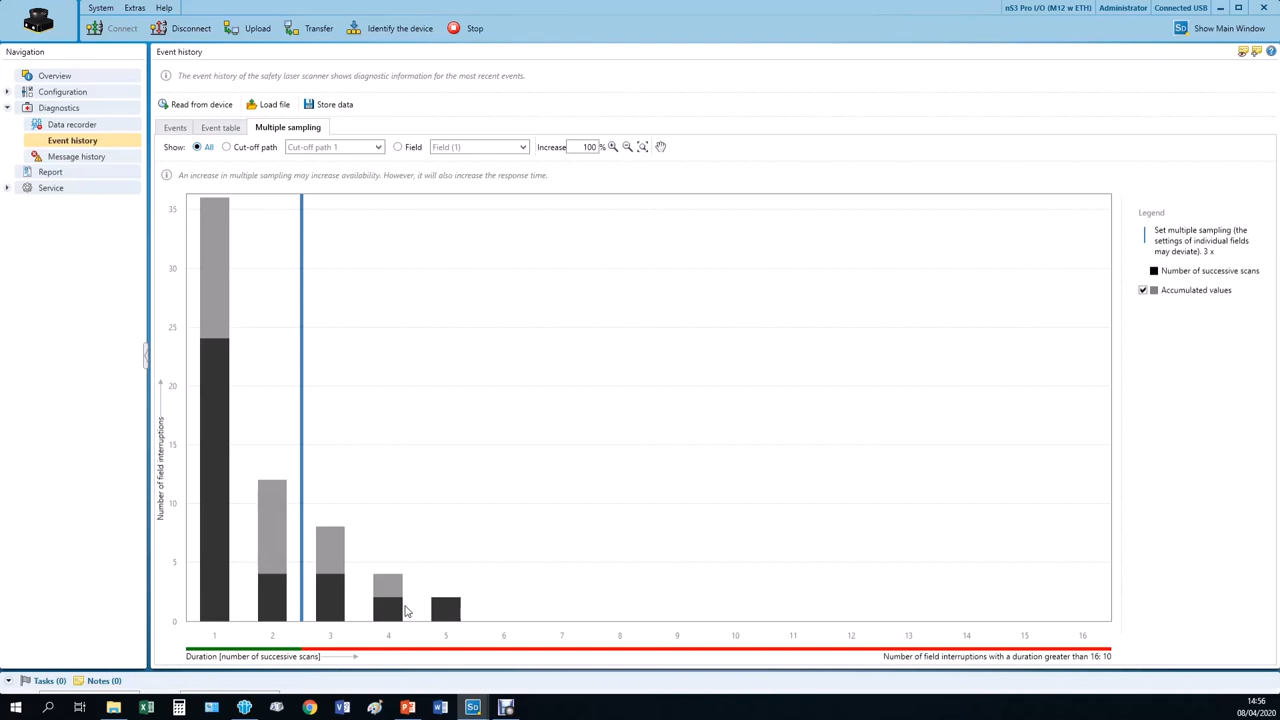 System Extras Help
nS3 Pro I/O (M12 w ETH) Administrator Connected USB
Connect Disconnect Upload Transfer Identify the device Stop
Show Main Window
Navigation
Overview
Configuration
Diagnostics
Data recorder
Event history
Message history
Report
Service
Event history
The event history of the safety laser scanner shows diagnostic information for the most recent events.
Read from device Load file Store data
Events Event table Multiple sampling
Show: All Cut-off path Cut-off path 1 Field Field (1) Increase 100 %
An increase in multiple sampling may increase availability. However, it will also increase the response time.
35
30
25
20
15
10
5
0
Number of field interruptions
1 2 3 4 5 6 7 8 9 10 11 12 13 14 15 16
Duration [number of successive scans]
Number of field interruptions with a duration greater than 16: 10
Legend
Set multiple sampling (the
settings of individual fields
may deviate). 3 x
Number of successive scans
Accumulated values
Tasks (0) Notes (0)
14:56
08/04/2020